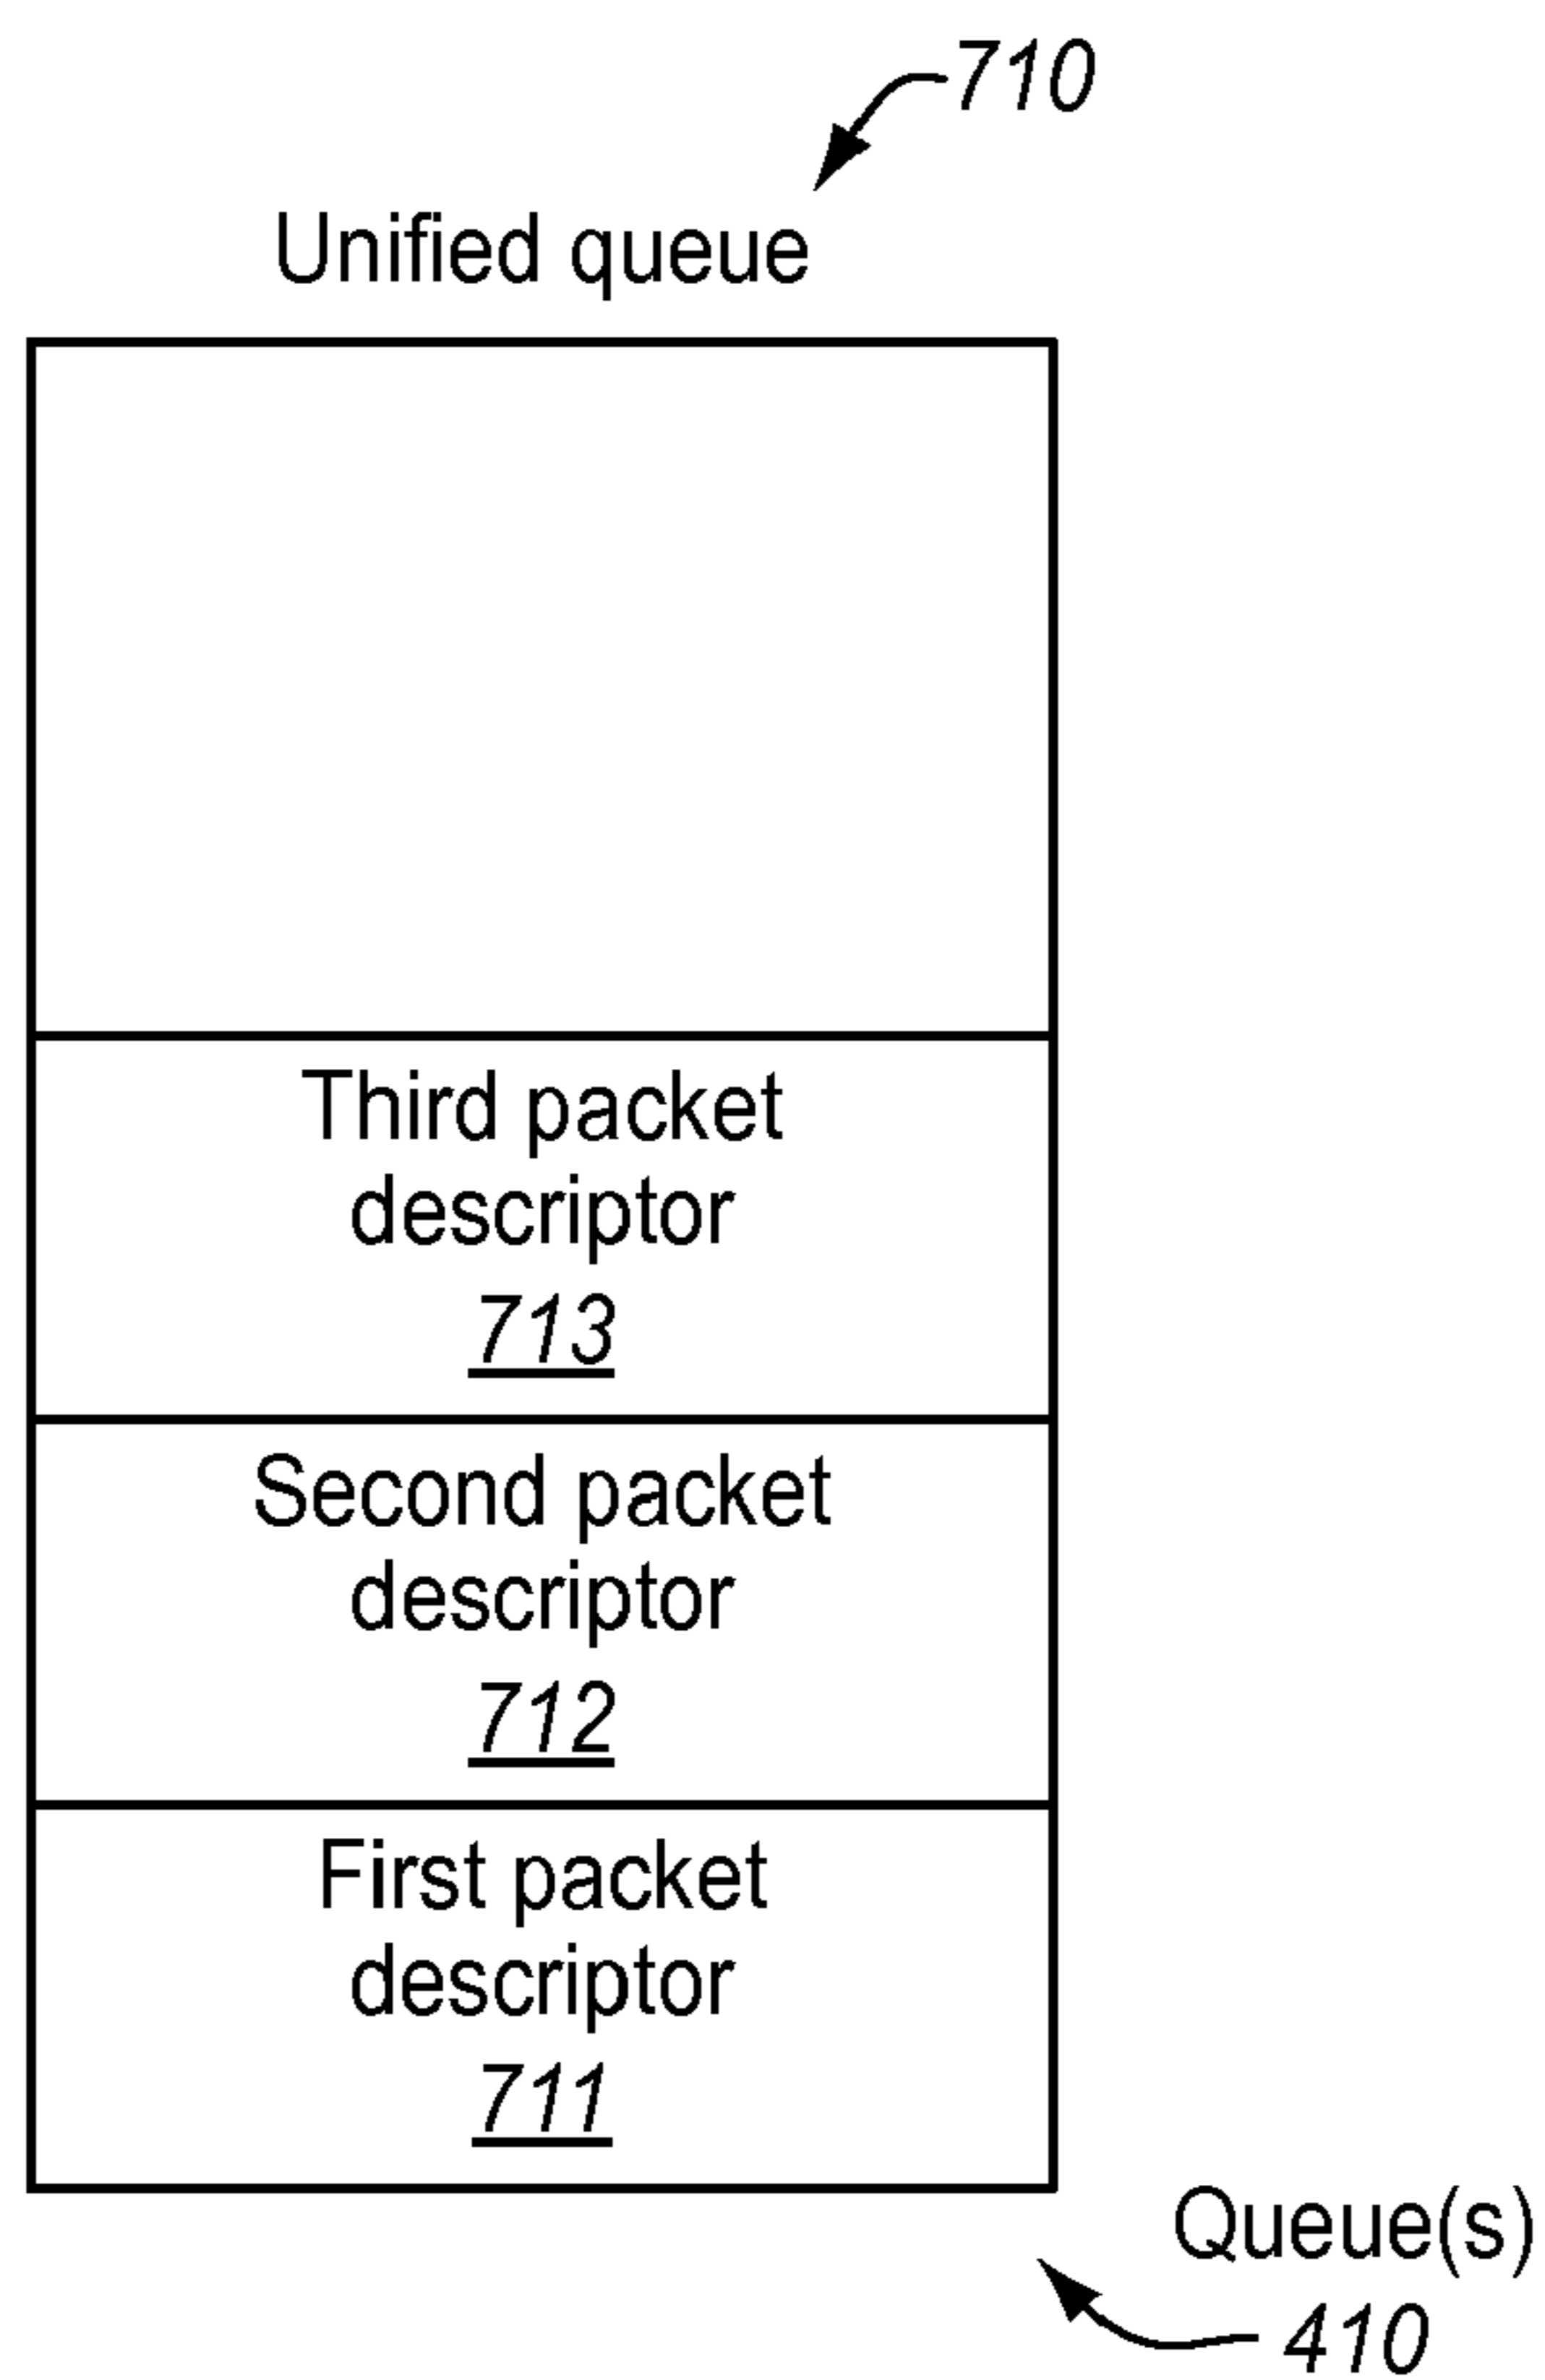 710
Unified queue
Third packet
descriptor
713
Second packet
descriptor
712
First packet
descriptor
711
Queue(s)
410